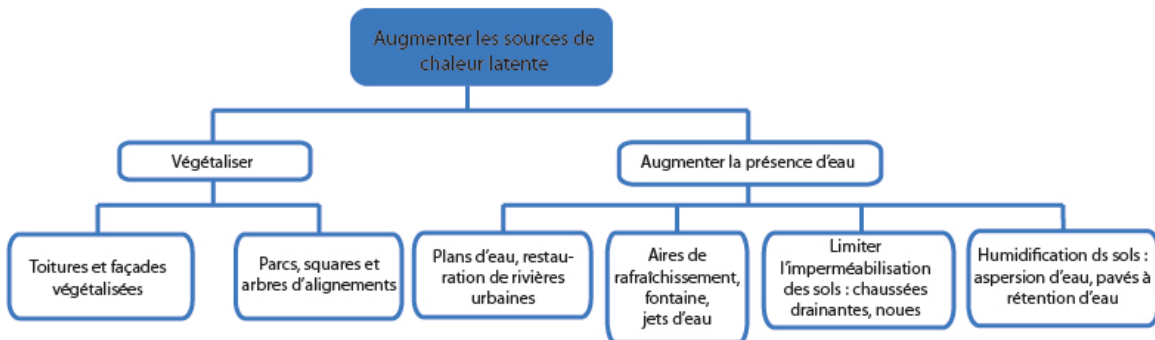 Augmenter les sources de
chaleur latente
Végétaliser
Augmenter la présence d'eau
Toitures et façades
végétalisées
Parcs, squares et
arbres d'alignements
Plans d'eau, restau-
ration de rivières
urbaines
Aires de
rafraîchissement,
fontaine,
jets d'eau
Limiter
l'imperméabilisation
des sols : chaussées
drainantes, noues
Humidification ds sols :
aspersion d'eau, pavés à
rétention d'eau